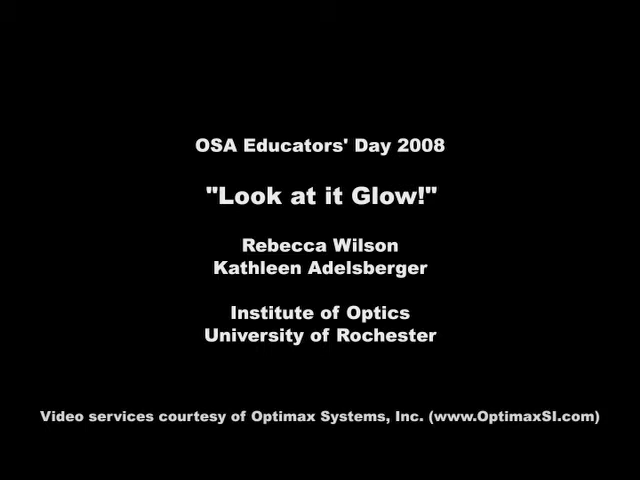 OSA Educators' Day 2008
"Look at it Glow!"
Rebecca Wilson
Kathleen Adelsberger
Institute of Optics
University of Rochester
Video services courtesy of Optimax Systems, Inc. (www.OptimaxSI.com)